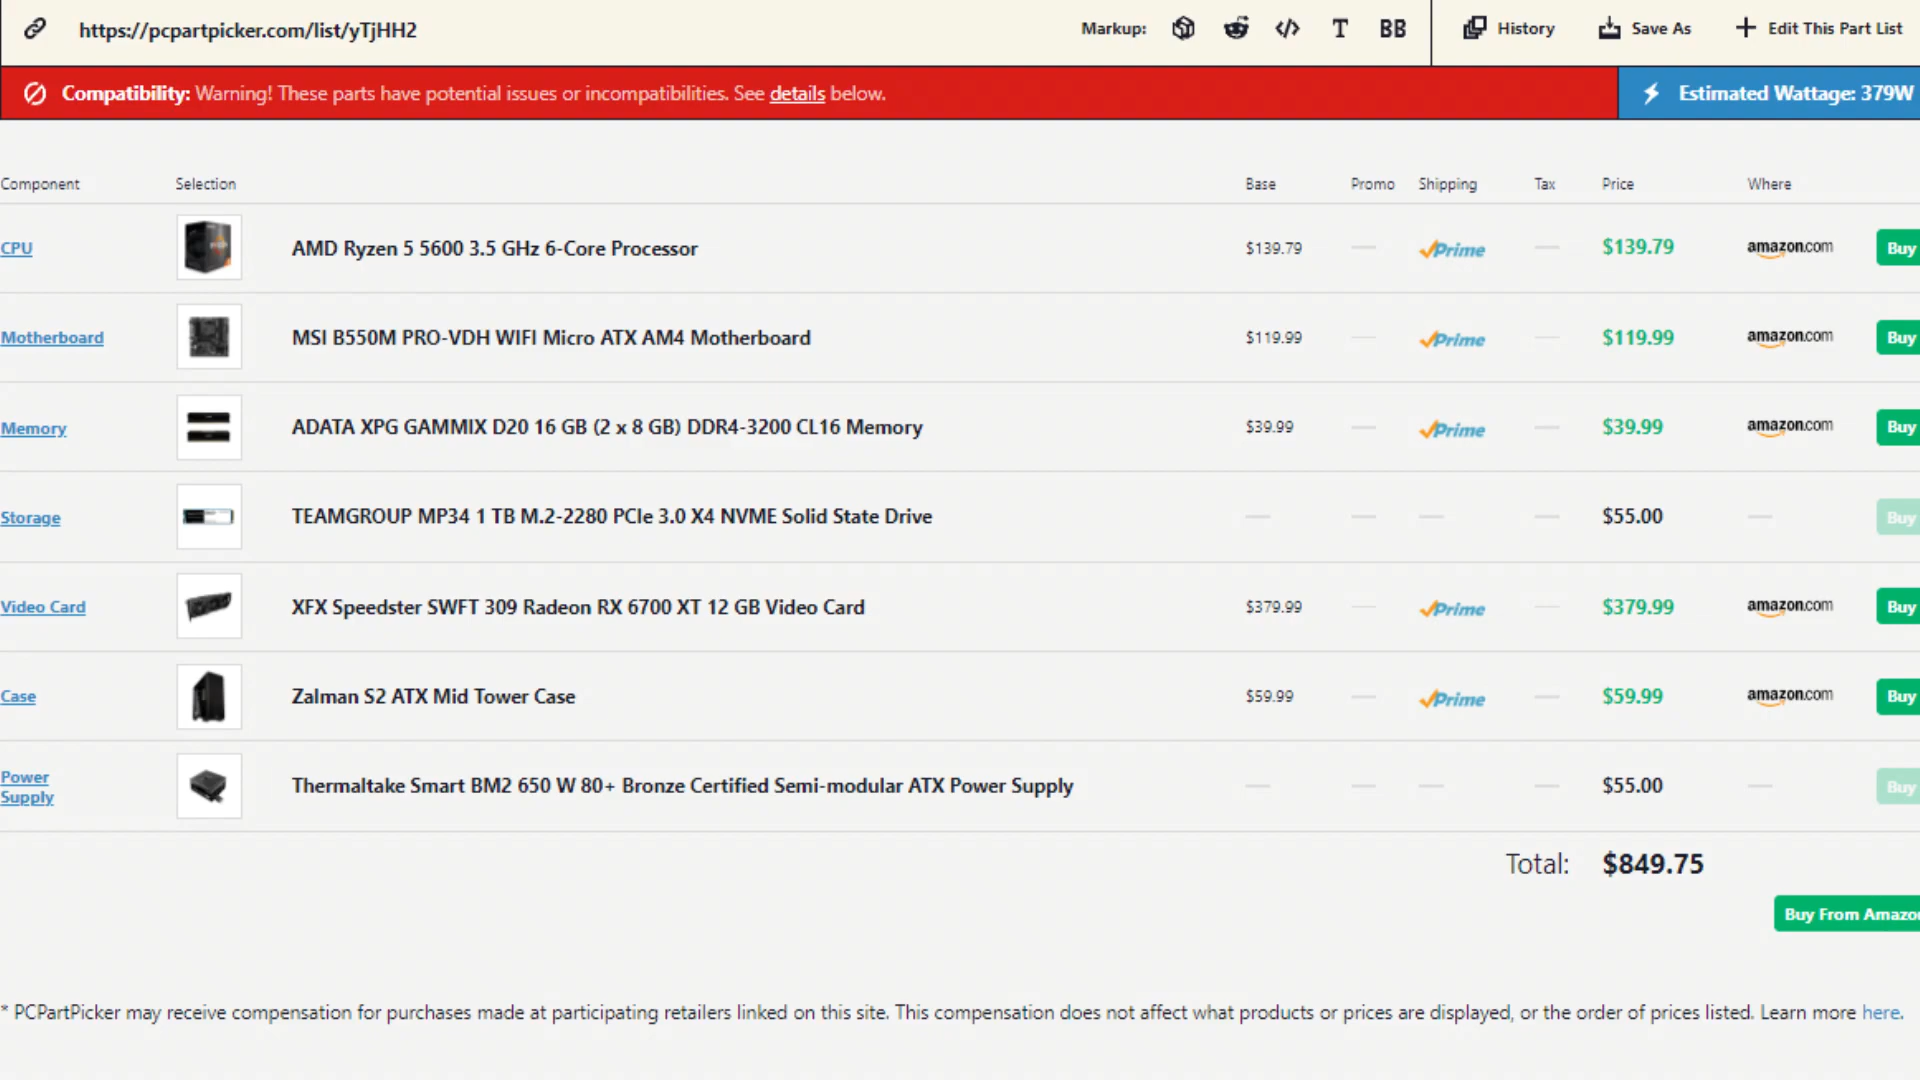 https://pcpartpicker.com/list/yTjHH2 Markup: T BB History Save As Edit This Part List
Compatibility: Warning! These parts have potential issues or incompatibilities. See details below. Estimated Wattage: 379W
Component Selection Base Promo Shipping Tax Price Where
CPU AMD Ryzen 5 5600 3.5 GHz 6-Core Processor $139.79 — Prime — $139.79 amazon.com Buy
Motherboard MSI B550M PRO-VDH WIFI Micro ATX AM4 Motherboard $119.99 — Prime — $119.99 amazon.com Buy
Memory ADATA XPG GAMMIX D20 16 GB (2 x 8 GB) DDR4-3200 CL16 Memory $39.99 — Prime — $39.99 amazon.com Buy
Storage TEAMGROUP MP34 1 TB M.2-2280 PCIe 3.0 X4 NVME Solid State Drive — — — — $55.00 — Buy
Video Card XFX Speedster SWFT 309 Radeon RX 6700 XT 12 GB Video Card $379.99 — Prime — $379.99 amazon.com Buy
Case Zalman S2 ATX Mid Tower Case $59.99 — Prime — $59.99 amazon.com Buy
Power
Supply Thermaltake Smart BM2 650 W 80+ Bronze Certified Semi-modular ATX Power Supply — — — — $55.00 — Buy
Total: $849.75
Buy From Amazo
* PCPartPicker may receive compensation for purchases made at participating retailers linked on this site. This compensation does not affect what products or prices are displayed, or the order of prices listed. Learn more here.